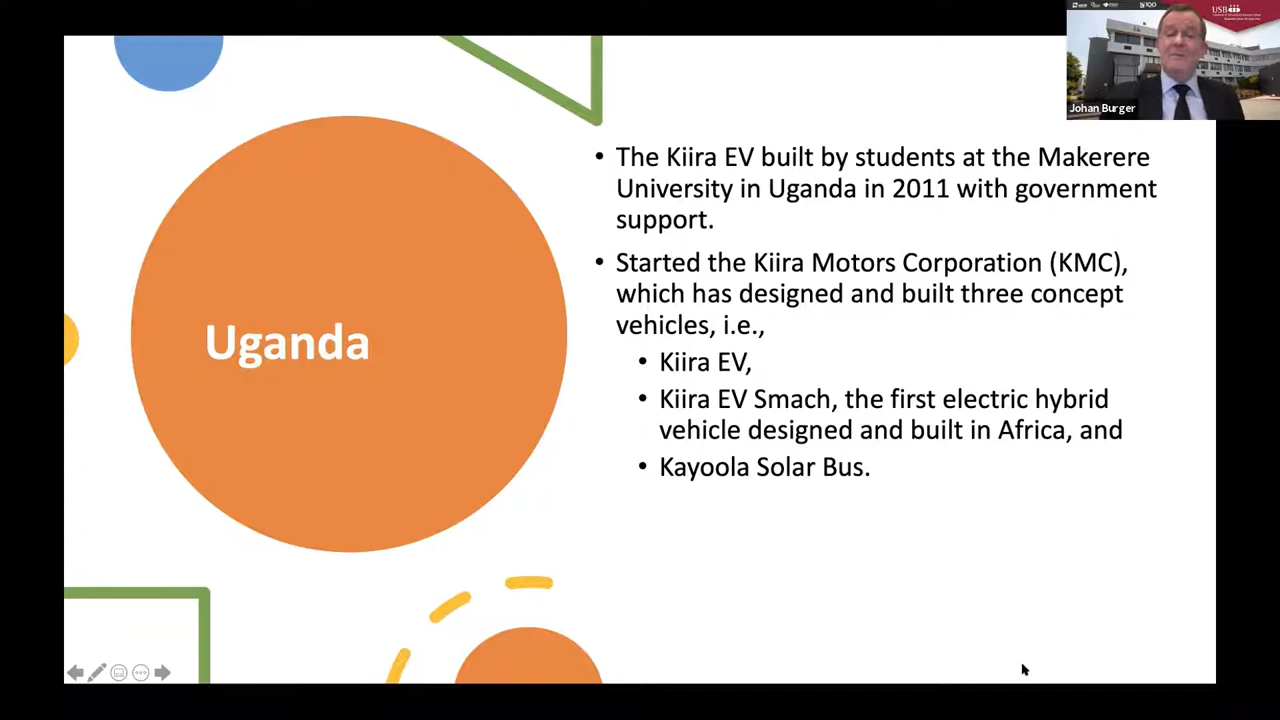 USB
Johan Burger
• The Kiira EV built by students at the Makerere
University in Uganda in 2011 with government
support.
• Started the Kiira Motors Corporation (KMC),
which has designed and built three concept
vehicles, i.e.,
• Kiira EV,
• Kiira EV Smach, the first electric hybrid
vehicle designed and built in Africa, and
• Kayoola Solar Bus.
Uganda